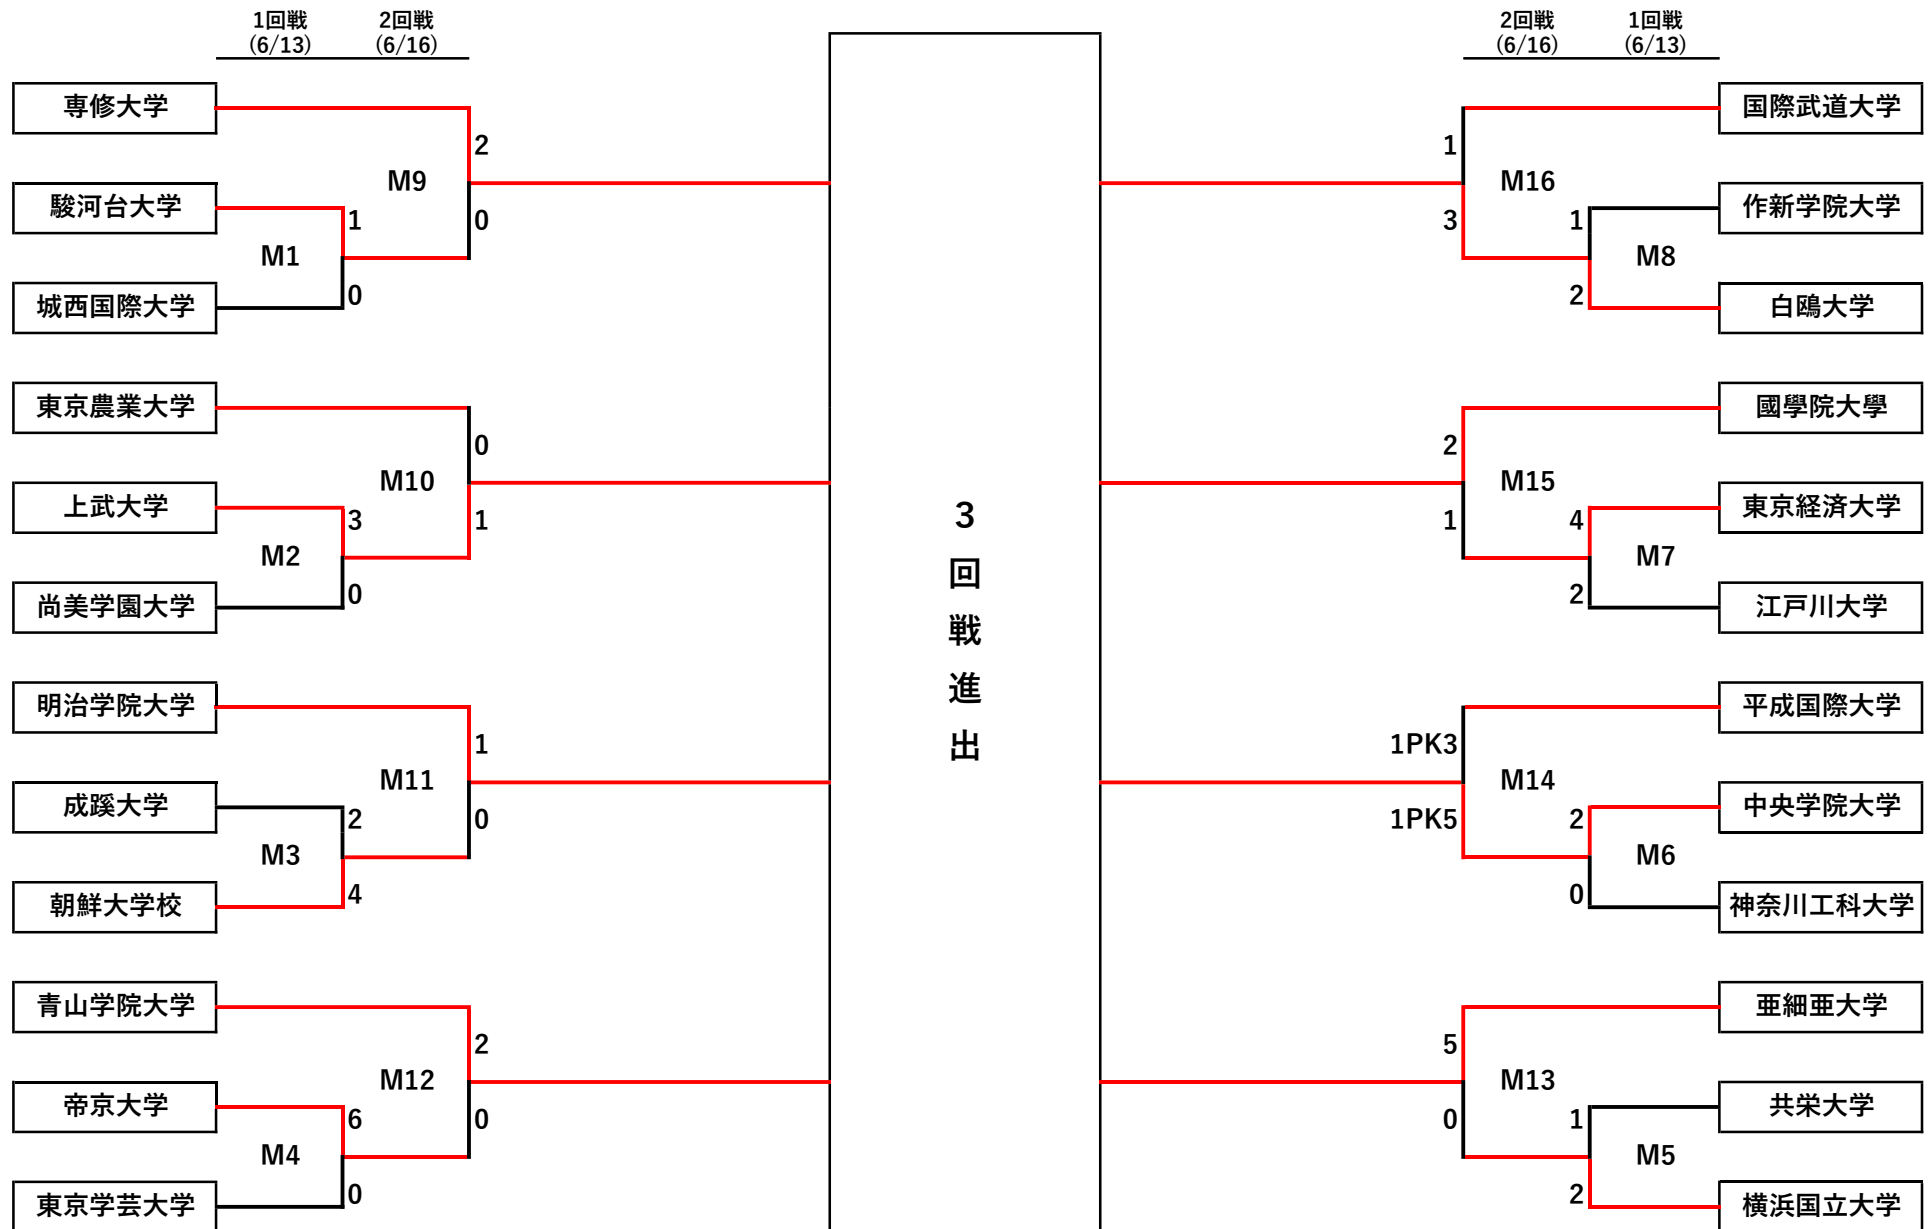 1回戦
(6/13)
2回戦
(6/16)
2回戦
(6/16)
1回戦
(6/13)
専修大学
2
M9
駿河台大学
1
0
M1
城西国際大学
0
東京農業大学
0
M10
上武大学
3
1
M2
尚美学園大学
0
明治学院大学
1
M11
成蹊大学
2
0
M3
朝鮮大学校
4
青山学院大学
2
M12
帝京大学
6
0
M4
東京学芸大学
0
3
回
戦
進
出
国際武道大学
1
M16
作新学院大学
3
1
M8
白鴎大学
2
國學院大學
2
M15
東京経済大学
1
4
M7
江戸川大学
2
平成国際大学
1PK3
M14
中央学院大学
1PK5
2
M6
神奈川工科大学
0
亜細亜大学
5
M13
共栄大学
0
1
M5
横浜国立大学
2